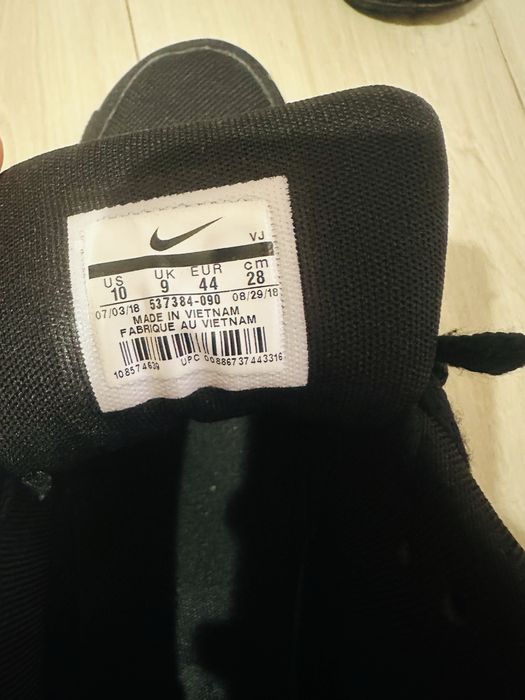 VJ
US UK EUR cm
10 9 44 28
07/03/18 537384-090 08/29/18
MADE IN VIETNAM
FABRIQUE AU VIETNAM
108574639 UPC 00886737443316